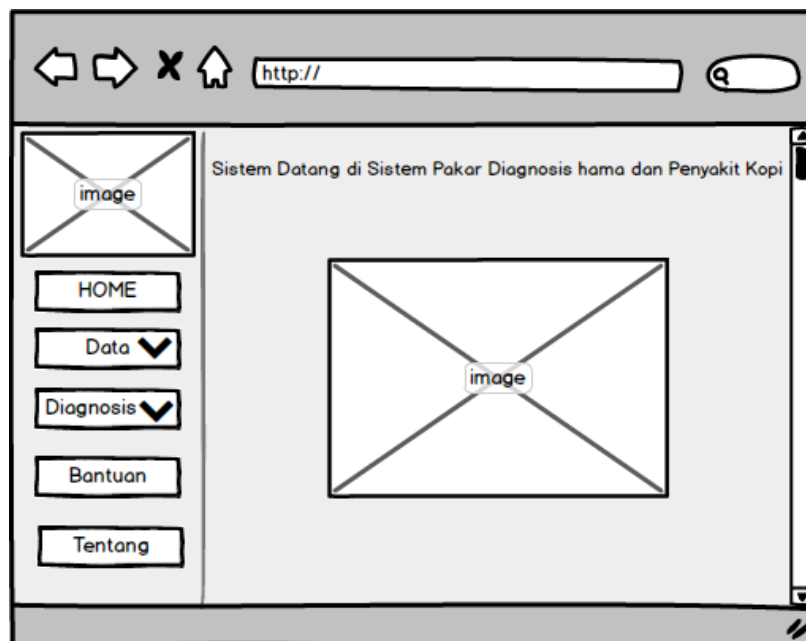 http://
image
Sistem Datang di Sistem Pakar Diagnosis hama dan Penyakit Kopi
HOME
Data
Diagnosis
Bantuan
Tentang
image